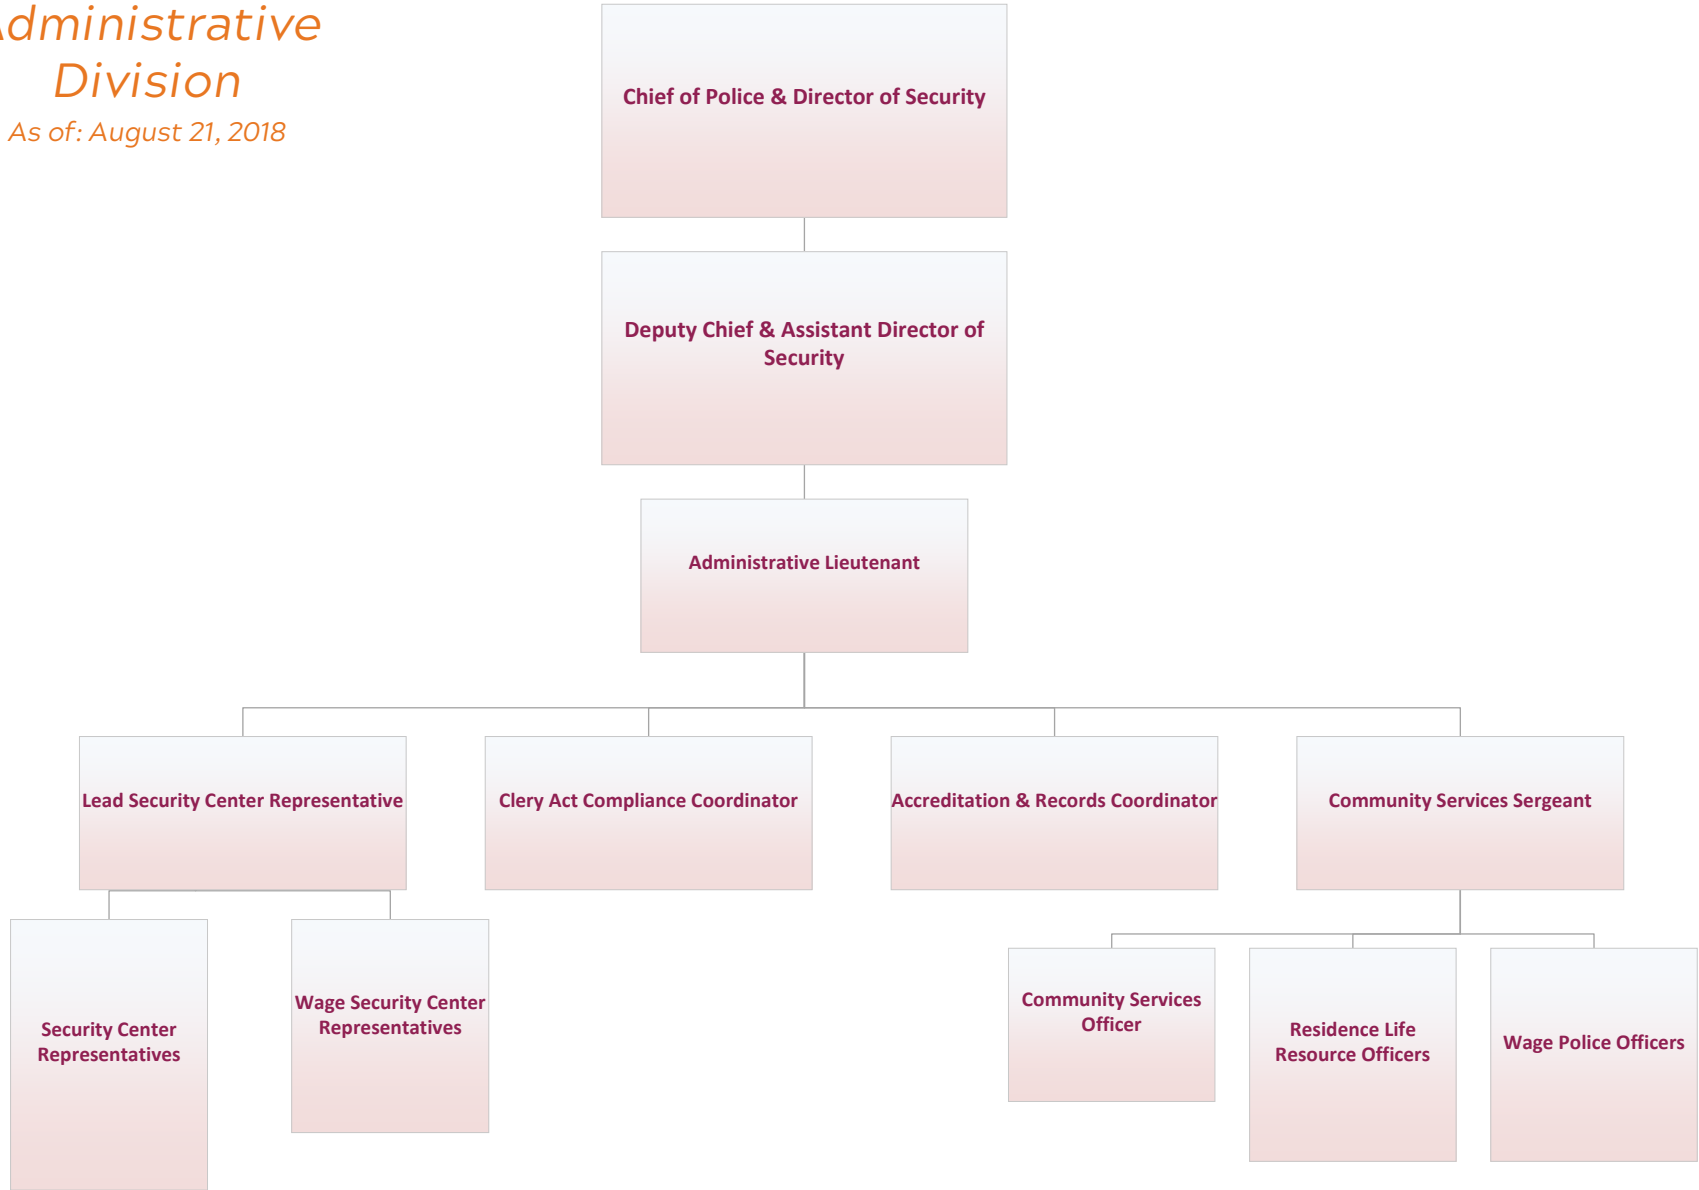 Administrative
Division
As of: August 21, 2018
Chief of Police & Director of Security
Deputy Chief & Assistant Director of
Security
Administrative Lieutenant
Lead Security Center Representative
Clery Act Compliance Coordinator
Accreditation & Records Coordinator
Community Services Sergeant
Security Center
Representatives
Wage Security Center
Representatives
Community Services
Officer
Residence Life
Resource Officers
Wage Police Officers